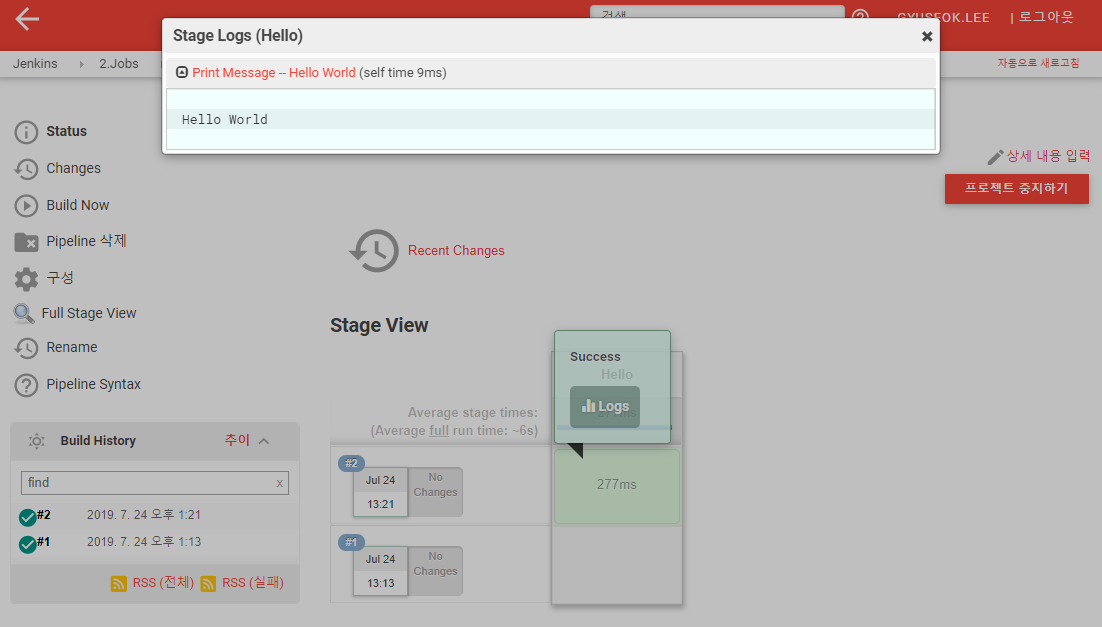 검색
GYUSEOK.LEE | 로그아웃
Stage Logs (Hello)
Print Message -- Hello World (self time 9ms)
Hello World
Jenkins
2.Jobs
자동으로 새로고침
Status
Changes
Build Now
Pipeline 삭제
구성
Full Stage View
Rename
Pipeline Syntax
상세 내용 입력
프로젝트 중지하기
Recent Changes
Stage View
Success
Hello
Logs
Average stage times:
(Average full run time: ~6s)
#2
Jul 24
13:21
No
Changes
277ms
#1
Jul 24
13:13
No
Changes
Build History
추이
find
x
#2 2019. 7. 24 오후 1:21
#1 2019. 7. 24 오후 1:13
RSS (전체) RSS (실패)